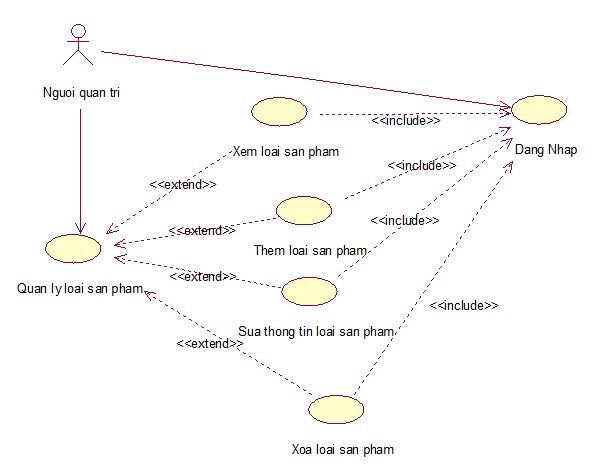 Nguoi quan tri
<<include>>
Dang Nhap
Xem loai san pham
<<include>>
<<extend>>
<<include>>
<<extend>>
Them loai san pham
<<extend>>
Quan ly loai san pham
<<include>>
Sua thong tin loai san pham
<<extend>>
Xoa loai san pham